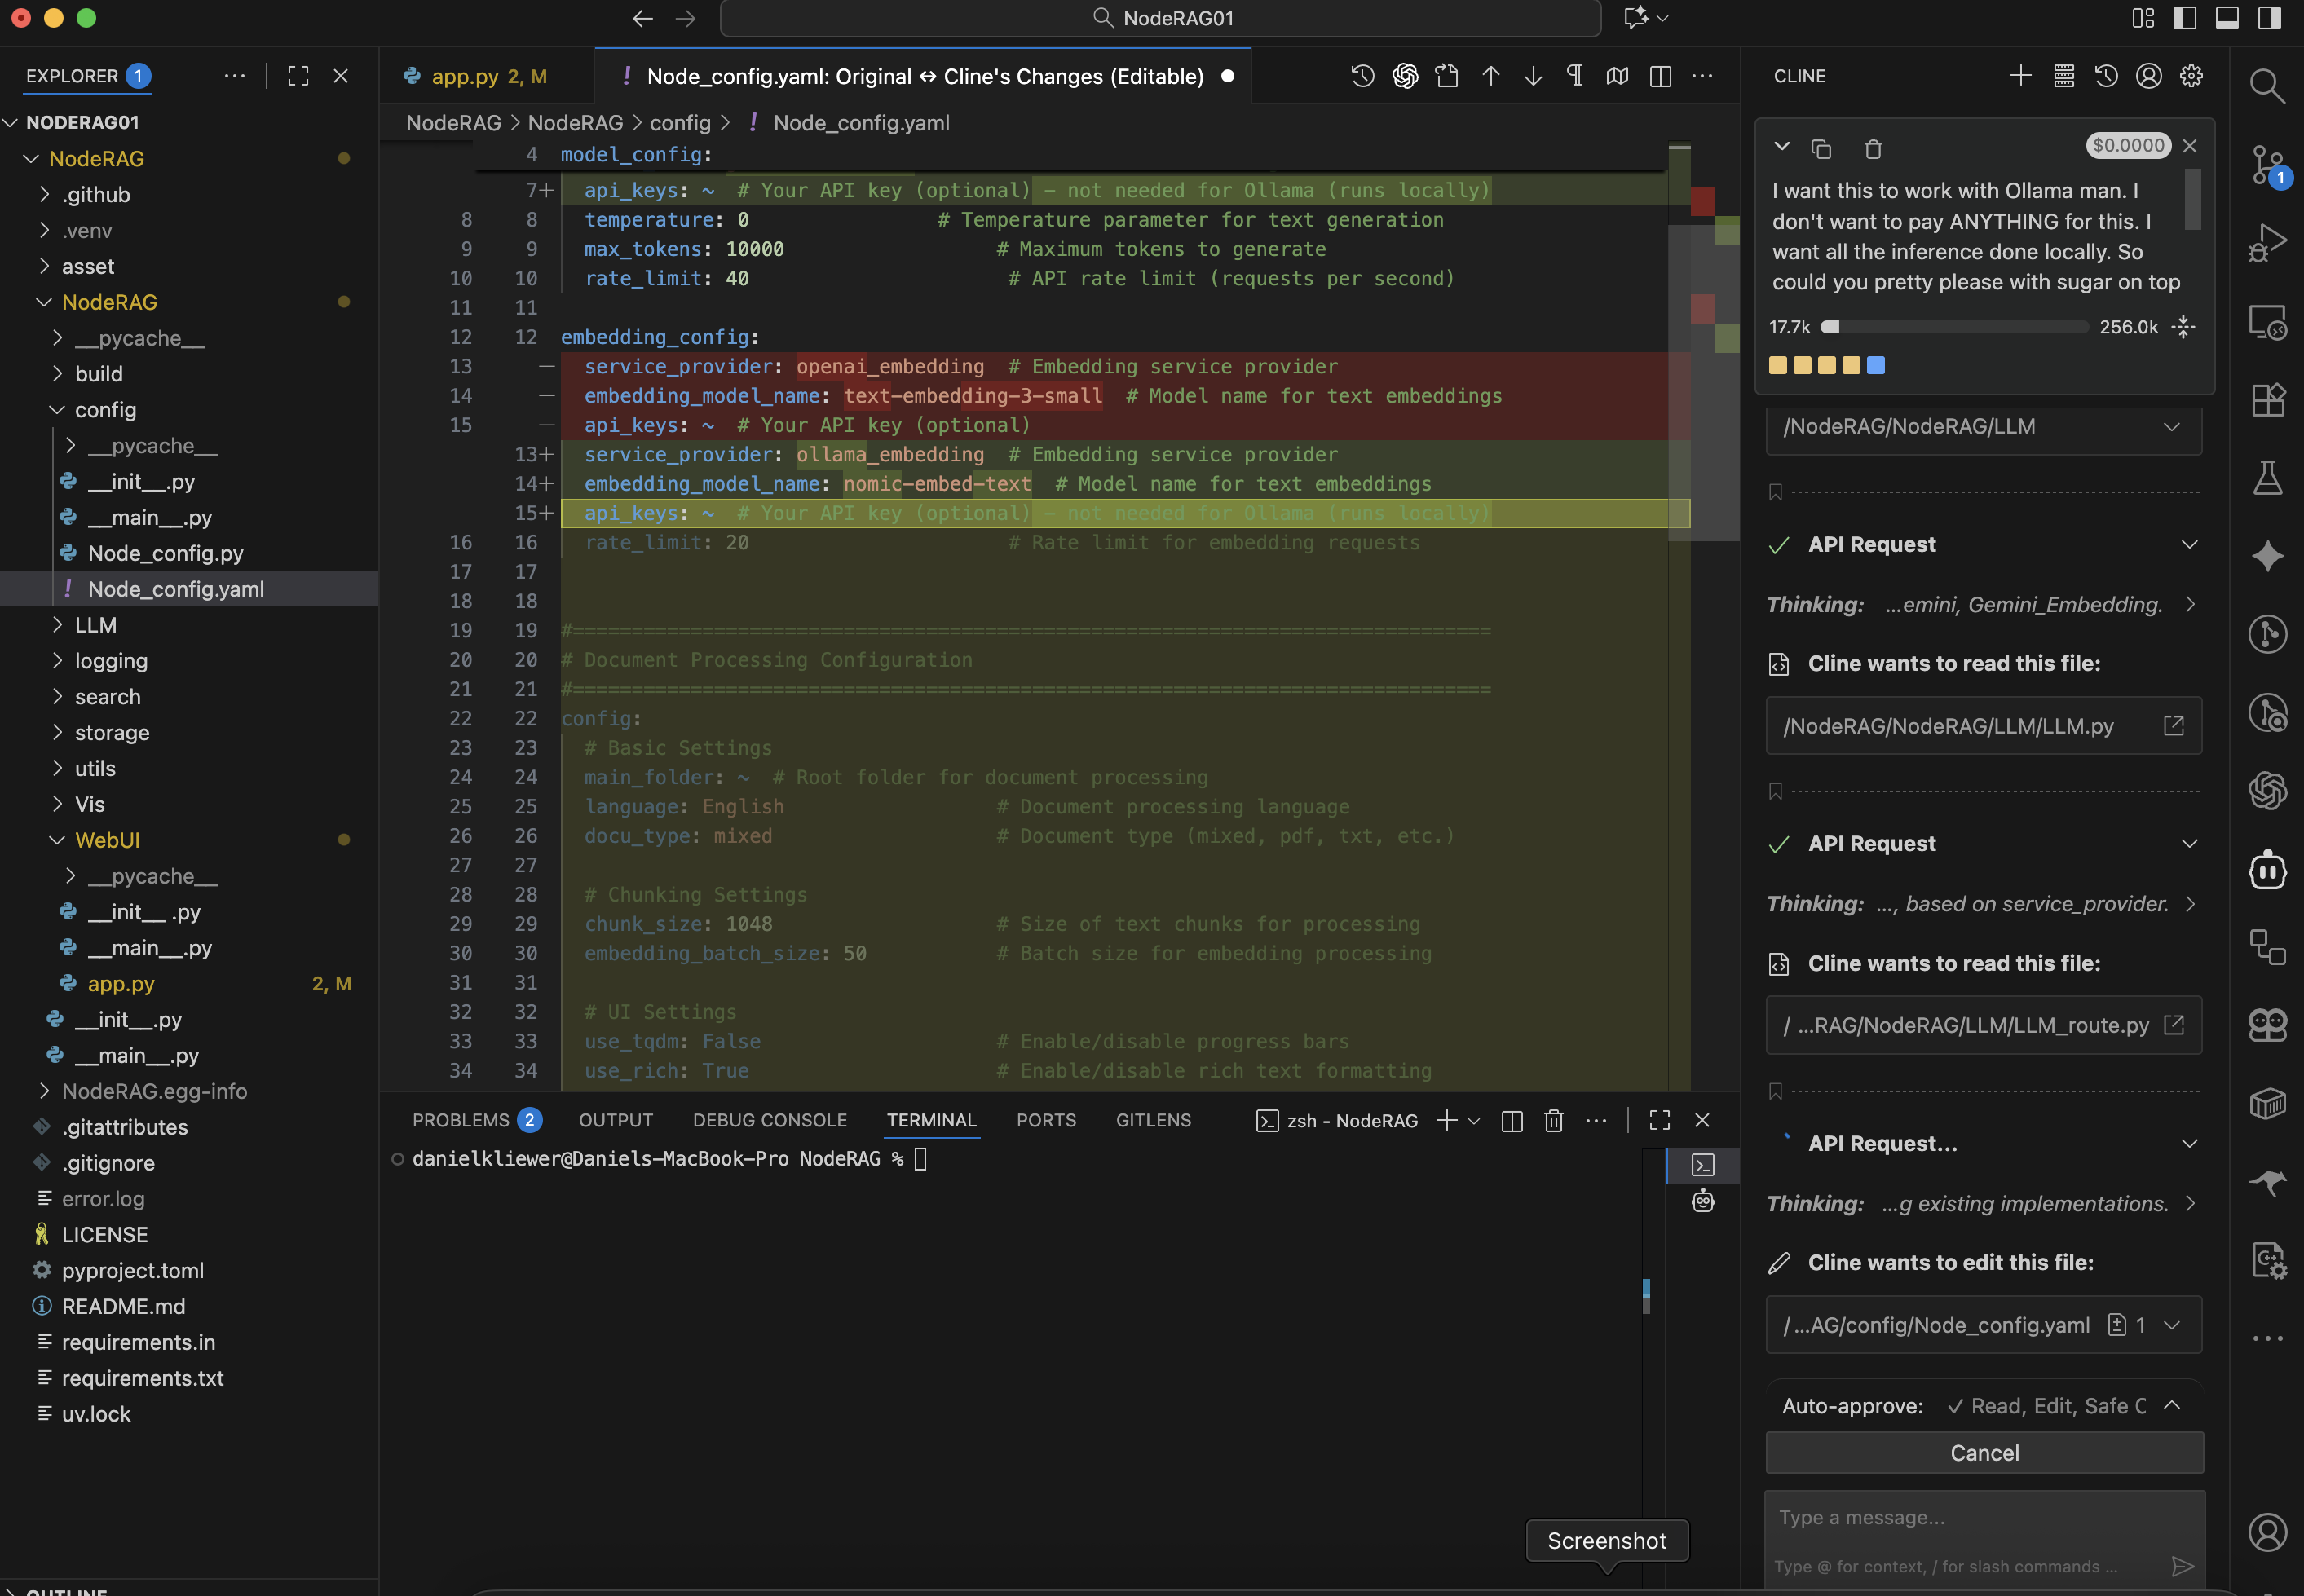 NodeRAG01
EXPLORER 1
NODERAG01
NodeRAG
.github
.venv
asset
NodeRAG
__pycache__
build
config
__pycache__
__init__.py
__main__.py
Node_config.py
! Node_config.yaml
LLM
logging
search
storage
utils
Vis
WebUI
__pycache__
__init__ .py
__main__.py
app.py 2, M
__init__.py
__main__.py
NodeRAG.egg-info
.gitattributes
.gitignore
error.log
LICENSE
pyproject.toml
README.md
requirements.in
requirements.txt
uv.lock
OUTLINE
app.py 2, M
! Node_config.yaml: Original ↔ Cline's Changes (Editable)
NodeRAG > NodeRAG > config > ! Node_config.yaml
4 model_config:
7+ api_keys: ~ # Your API key (optional) - not needed for Ollama (runs locally)
8 8 temperature: 0 # Temperature parameter for text generation
9 9 max_tokens: 10000 # Maximum tokens to generate
10 10 rate_limit: 40 # API rate limit (requests per second)
11 11
12 12 embedding_config:
13 — service_provider: openai_embedding # Embedding service provider
14 — embedding_model_name: text-embedding-3-small # Model name for text embeddings
15 — api_keys: ~ # Your API key (optional)
13+ service_provider: ollama_embedding # Embedding service provider
14+ embedding_model_name: nomic-embed-text # Model name for text embeddings
15+ api_keys: ~ # Your API key (optional) - not needed for Ollama (runs locally)
16 16 rate_limit: 20 # Rate limit for embedding requests
17 17
18 18
19 19 #==============================================================================
20 20 # Document Processing Configuration
21 21 #==============================================================================
22 22 config:
23 23 # Basic Settings
24 24 main_folder: ~ # Root folder for document processing
25 25 language: English # Document processing language
26 26 docu_type: mixed # Document type (mixed, pdf, txt, etc.)
27 27
28 28 # Chunking Settings
29 29 chunk_size: 1048 # Size of text chunks for processing
30 30 embedding_batch_size: 50 # Batch size for embedding processing
31 31
32 32 # UI Settings
33 33 use_tqdm: False # Enable/disable progress bars
34 34 use_rich: True # Enable/disable rich text formatting
PROBLEMS 2 OUTPUT DEBUG CONSOLE TERMINAL PORTS GITLENS zsh - NodeRAG
danielkliewer@Daniels-MacBook-Pro NodeRAG %
Screenshot
CLINE
$0.0000
I want this to work with Ollama man. I
don't want to pay ANYTHING for this. I
want all the inference done locally. So
could you pretty please with sugar on top
17.7k 256.0k
/NodeRAG/NodeRAG/LLM
API Request
Thinking: ...emini, Gemini_Embedding.
Cline wants to read this file:
/NodeRAG/NodeRAG/LLM/LLM.py
API Request
Thinking: ..., based on service_provider.
Cline wants to read this file:
/ ...RAG/NodeRAG/LLM/LLM_route.py
API Request...
Thinking: ...g existing implementations.
Cline wants to edit this file:
/ ...AG/config/Node_config.yaml 1
Auto-approve: Read, Edit, Safe C
Cancel
Type a message...
Type @ for context, / for slash commands ...
1